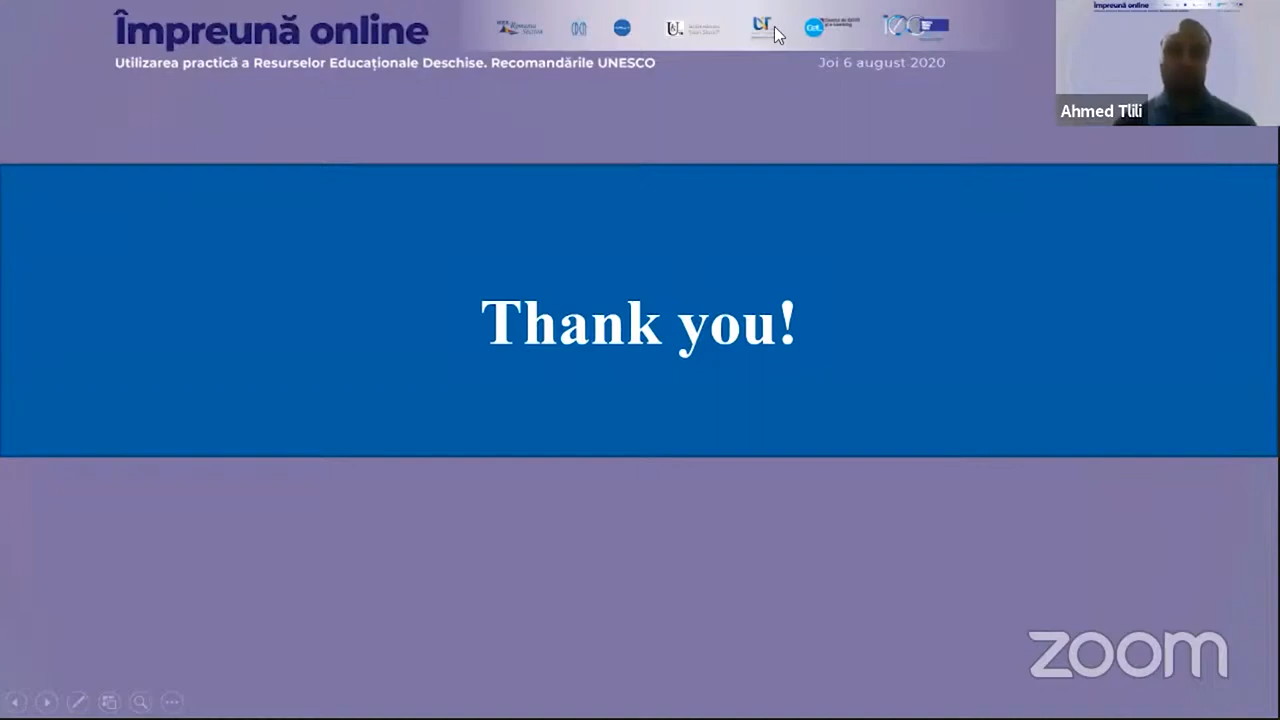 Împreună online
Utilizarea practică a Resurselor Educaționale Deschise. Recomandările UNESCO
Joi 6 august 2020
Ahmed Tlili
Thank you!
zoom